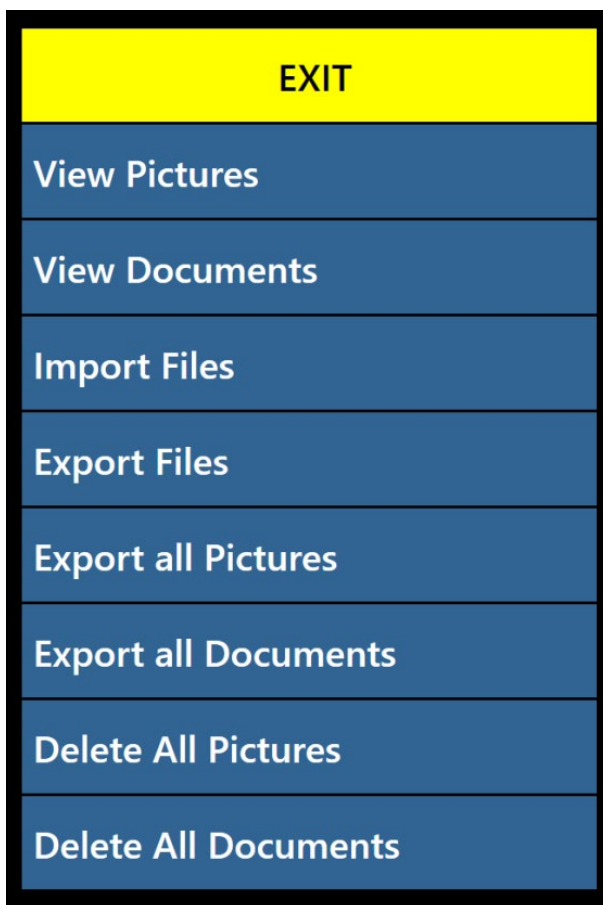 EXIT
View Pictures
View Documents
Import Files
Export Files
Export all Pictures
Export all Documents
Delete All Pictures
Delete All Documents